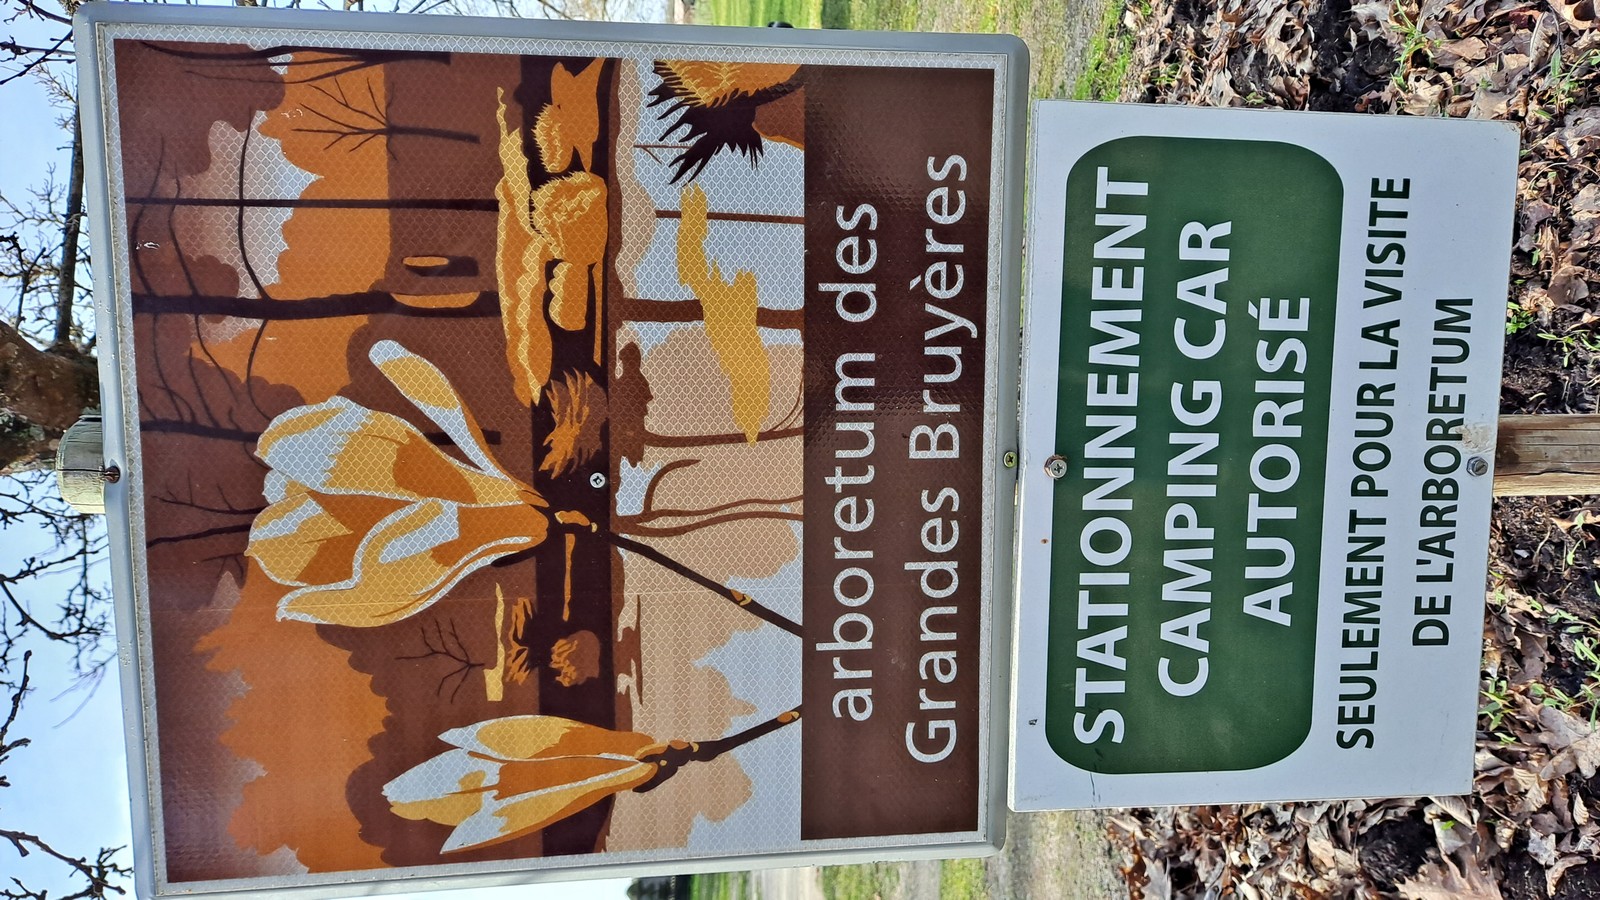 arboretum des
Grandes Bruyères
STATIONNEMENT
CAMPING CAR
AUTORISÉ
SEULEMENT POUR LA VISITE
DE L'ARBORETUM